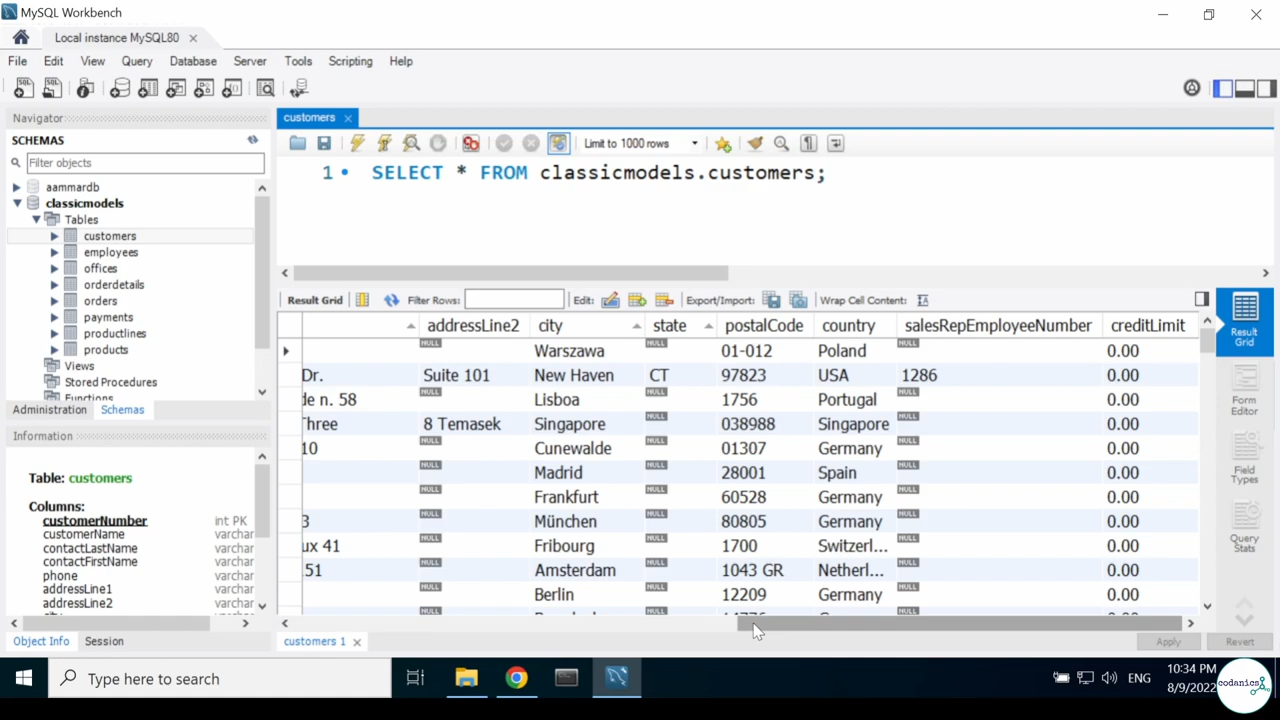 MySQL Workbench
Local instance MySQL80
File Edit View Query Database Server Tools Scripting Help
Navigator
SCHEMAS
Filter objects
aammardb
classicmodels
Tables
customers
employees
offices
orderdetails
orders
payments
productlines
products
Views
Stored Procedures
Functions
Administration Schemas
Information
Table: customers
Columns:
customerNumber int PK
customerName varchar
contactLastName varchar
contactFirstName varchar
phone varchar
addressLine1 varchar
addressLine2 varchar
Object Info Session
customers
Limit to 1000 rows
1 SELECT * FROM classicmodels.customers;
Result Grid Filter Rows: Edit: Export/Import: Wrap Cell Content:
addressLine2 city state postalCode country salesRepEmployeeNumber creditLimit
NULL Warszawa NULL 01-012 Poland NULL 0.00
Dr. Suite 101 New Haven CT 97823 USA 1286 0.00
de n. 58 NULL Lisboa NULL 1756 Portugal NULL 0.00
Three 8 Temasek Singapore NULL 038988 Singapore NULL 0.00
10 NULL Cunewalde NULL 01307 Germany NULL 0.00
NULL Madrid NULL 28001 Spain NULL 0.00
NULL Frankfurt NULL 60528 Germany NULL 0.00
3 NULL München NULL 80805 Germany NULL 0.00
ux 41 NULL Fribourg NULL 1700 Switzerl... NULL 0.00
51 NULL Amsterdam NULL 1043 GR Netherl... NULL 0.00
NULL Berlin NULL 12209 Germany NULL 0.00
NULL NULL NULL
customers 1
Apply Revert
Result Grid
Form Editor
Field Types
Query Stats
Type here to search
ENG
10:34 PM
8/9/2022
codanics